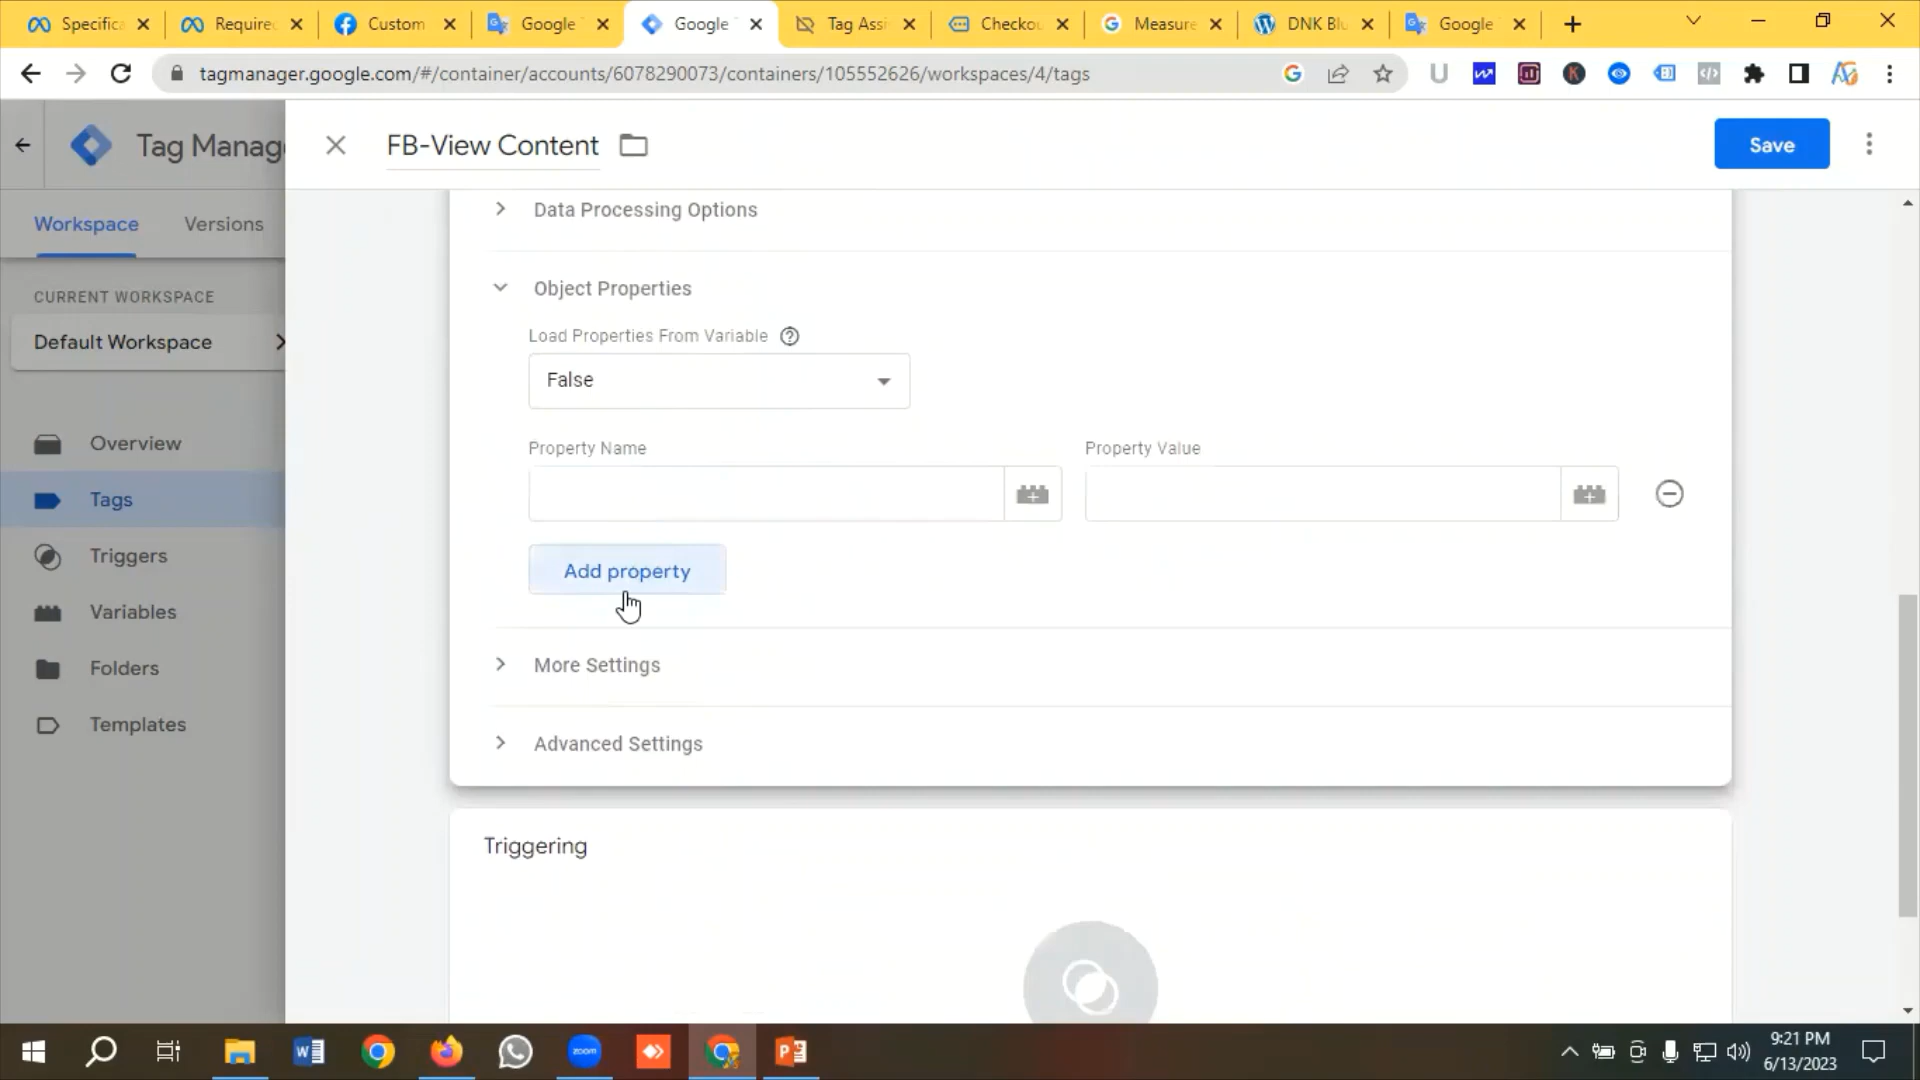 Specifica
Require
Custom
Google
Google
Tag Assi
Checkou
Measure
DNK Blu
Google
tagmanager.google.com/#/container/accounts/6078290073/containers/105552626/workspaces/4/tags
Tag Manag
FB-View Content
Save
Workspace
Versions
Data Processing Options
CURRENT WORKSPACE
Default Workspace
Object Properties
Load Properties From Variable
False
Overview
Property Name
Property Value
Tags
Triggers
Add property
Variables
Folders
More Settings
Templates
Advanced Settings
Triggering
zoom
9:21 PM
6/13/2023